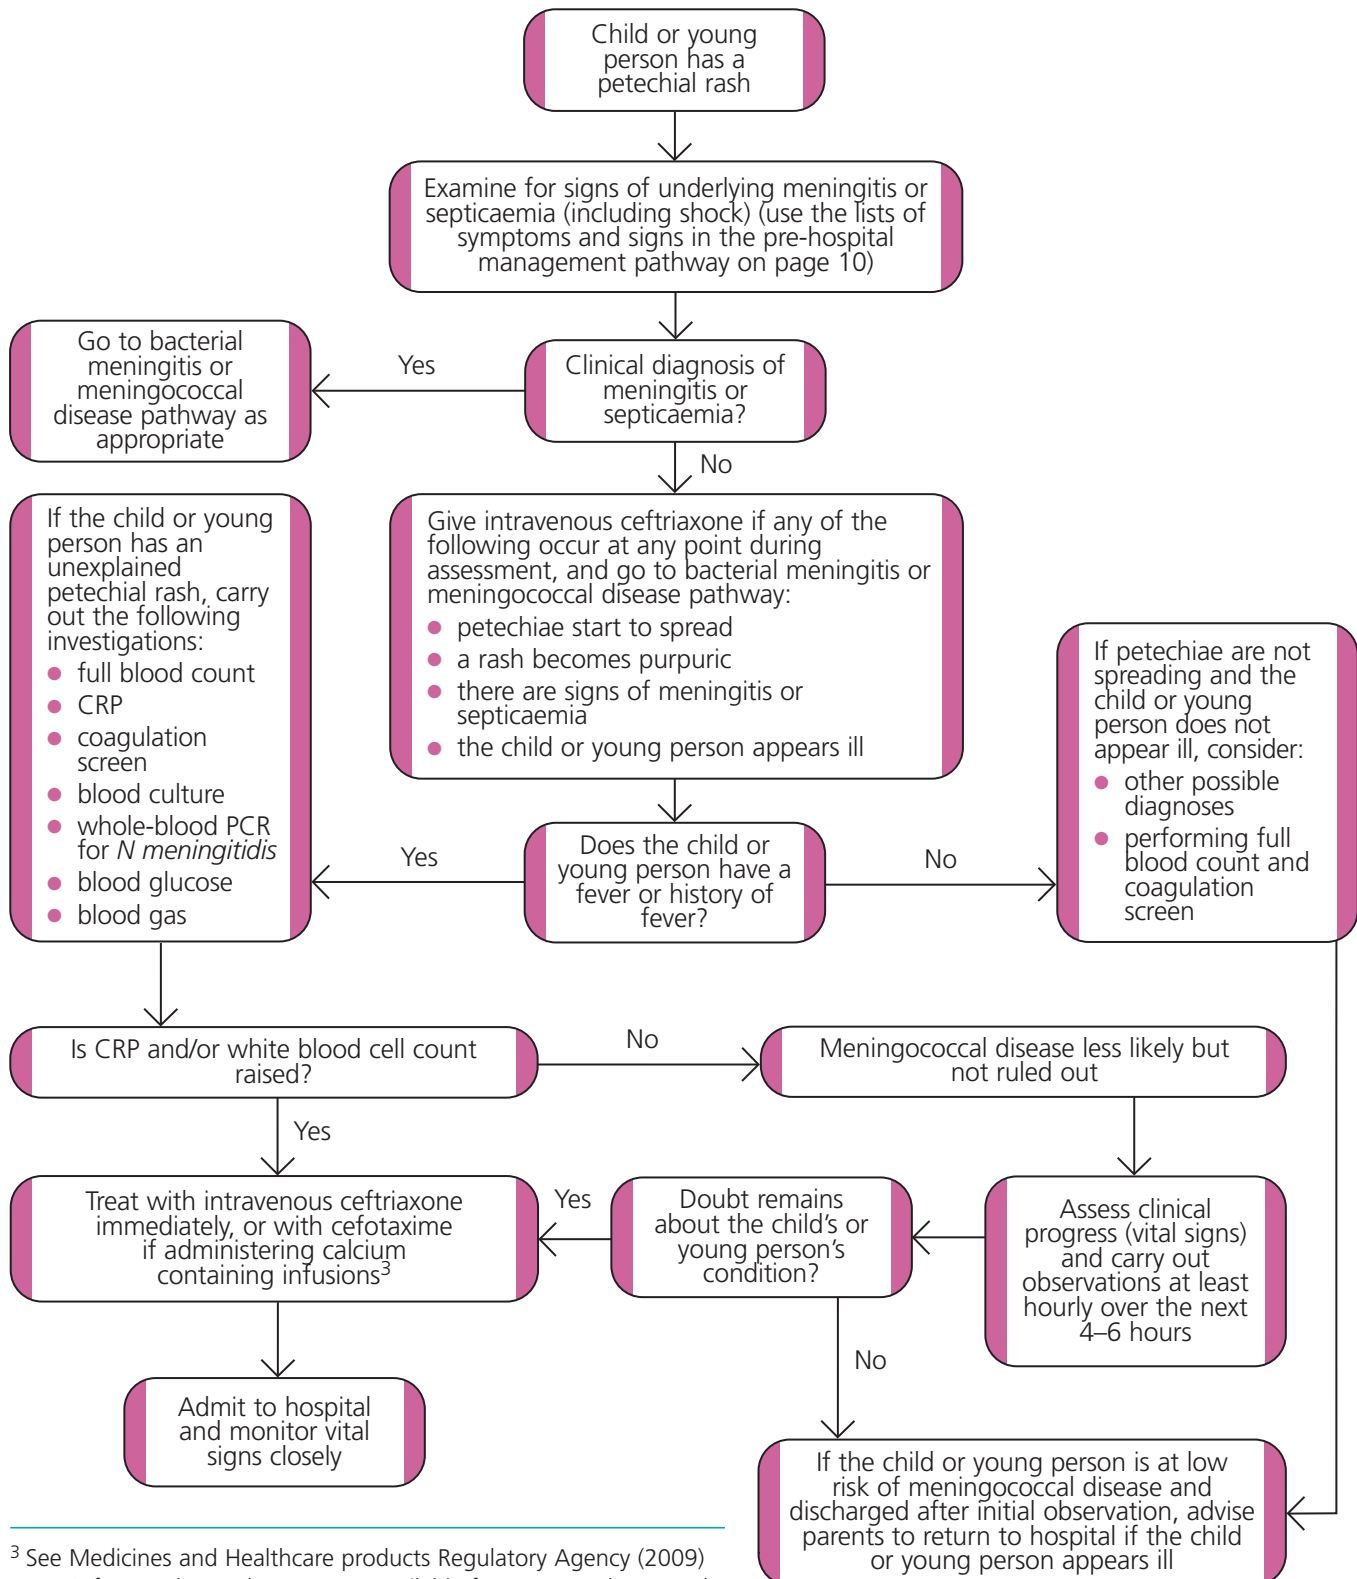 Child or young
person has a
petechial rash
Examine for signs of underlying meningitis or
septicaemia (including shock) (use the lists of
symptoms and signs in the pre-hospital
management pathway on page 10)
Clinical diagnosis of
meningitis or
septicaemia?
Yes
Go to bacterial
meningitis or
meningococcal
disease pathway as
appropriate
No
Give intravenous ceftriaxone if any of the
following occur at any point during
assessment, and go to bacterial meningitis or
meningococcal disease pathway:
● petechiae start to spread
● a rash becomes purpuric
● there are signs of meningitis or
septicaemia
● the child or young person appears ill
Does the child or
young person have a
fever or history of
fever?
Yes
If the child or young
person has an
unexplained
petechial rash, carry
out the following
investigations:
● full blood count
● CRP
● coagulation
screen
● blood culture
● whole-blood PCR
for N meningitidis
● blood glucose
● blood gas
No
If petechiae are not
spreading and the
child or young
person does not
appear ill, consider:
● other possible
diagnoses
● performing full
blood count and
coagulation
screen
Is CRP and/or white blood cell count
raised?
No
Meningococcal disease less likely but
not ruled out
Yes
Treat with intravenous ceftriaxone
immediately, or with cefotaxime
if administering calcium
containing infusions3
Yes
Doubt remains
about the child's or
young person's
condition?
Assess clinical
progress (vital signs)
and carry out
observations at least
hourly over the next
4–6 hours
No
Admit to hospital
and monitor vital
signs closely
If the child or young person is at low
risk of meningococcal disease and
discharged after initial observation, advise
parents to return to hospital if the child
or young person appears ill
3 See Medicines and Healthcare products Regulatory Agency (2009)